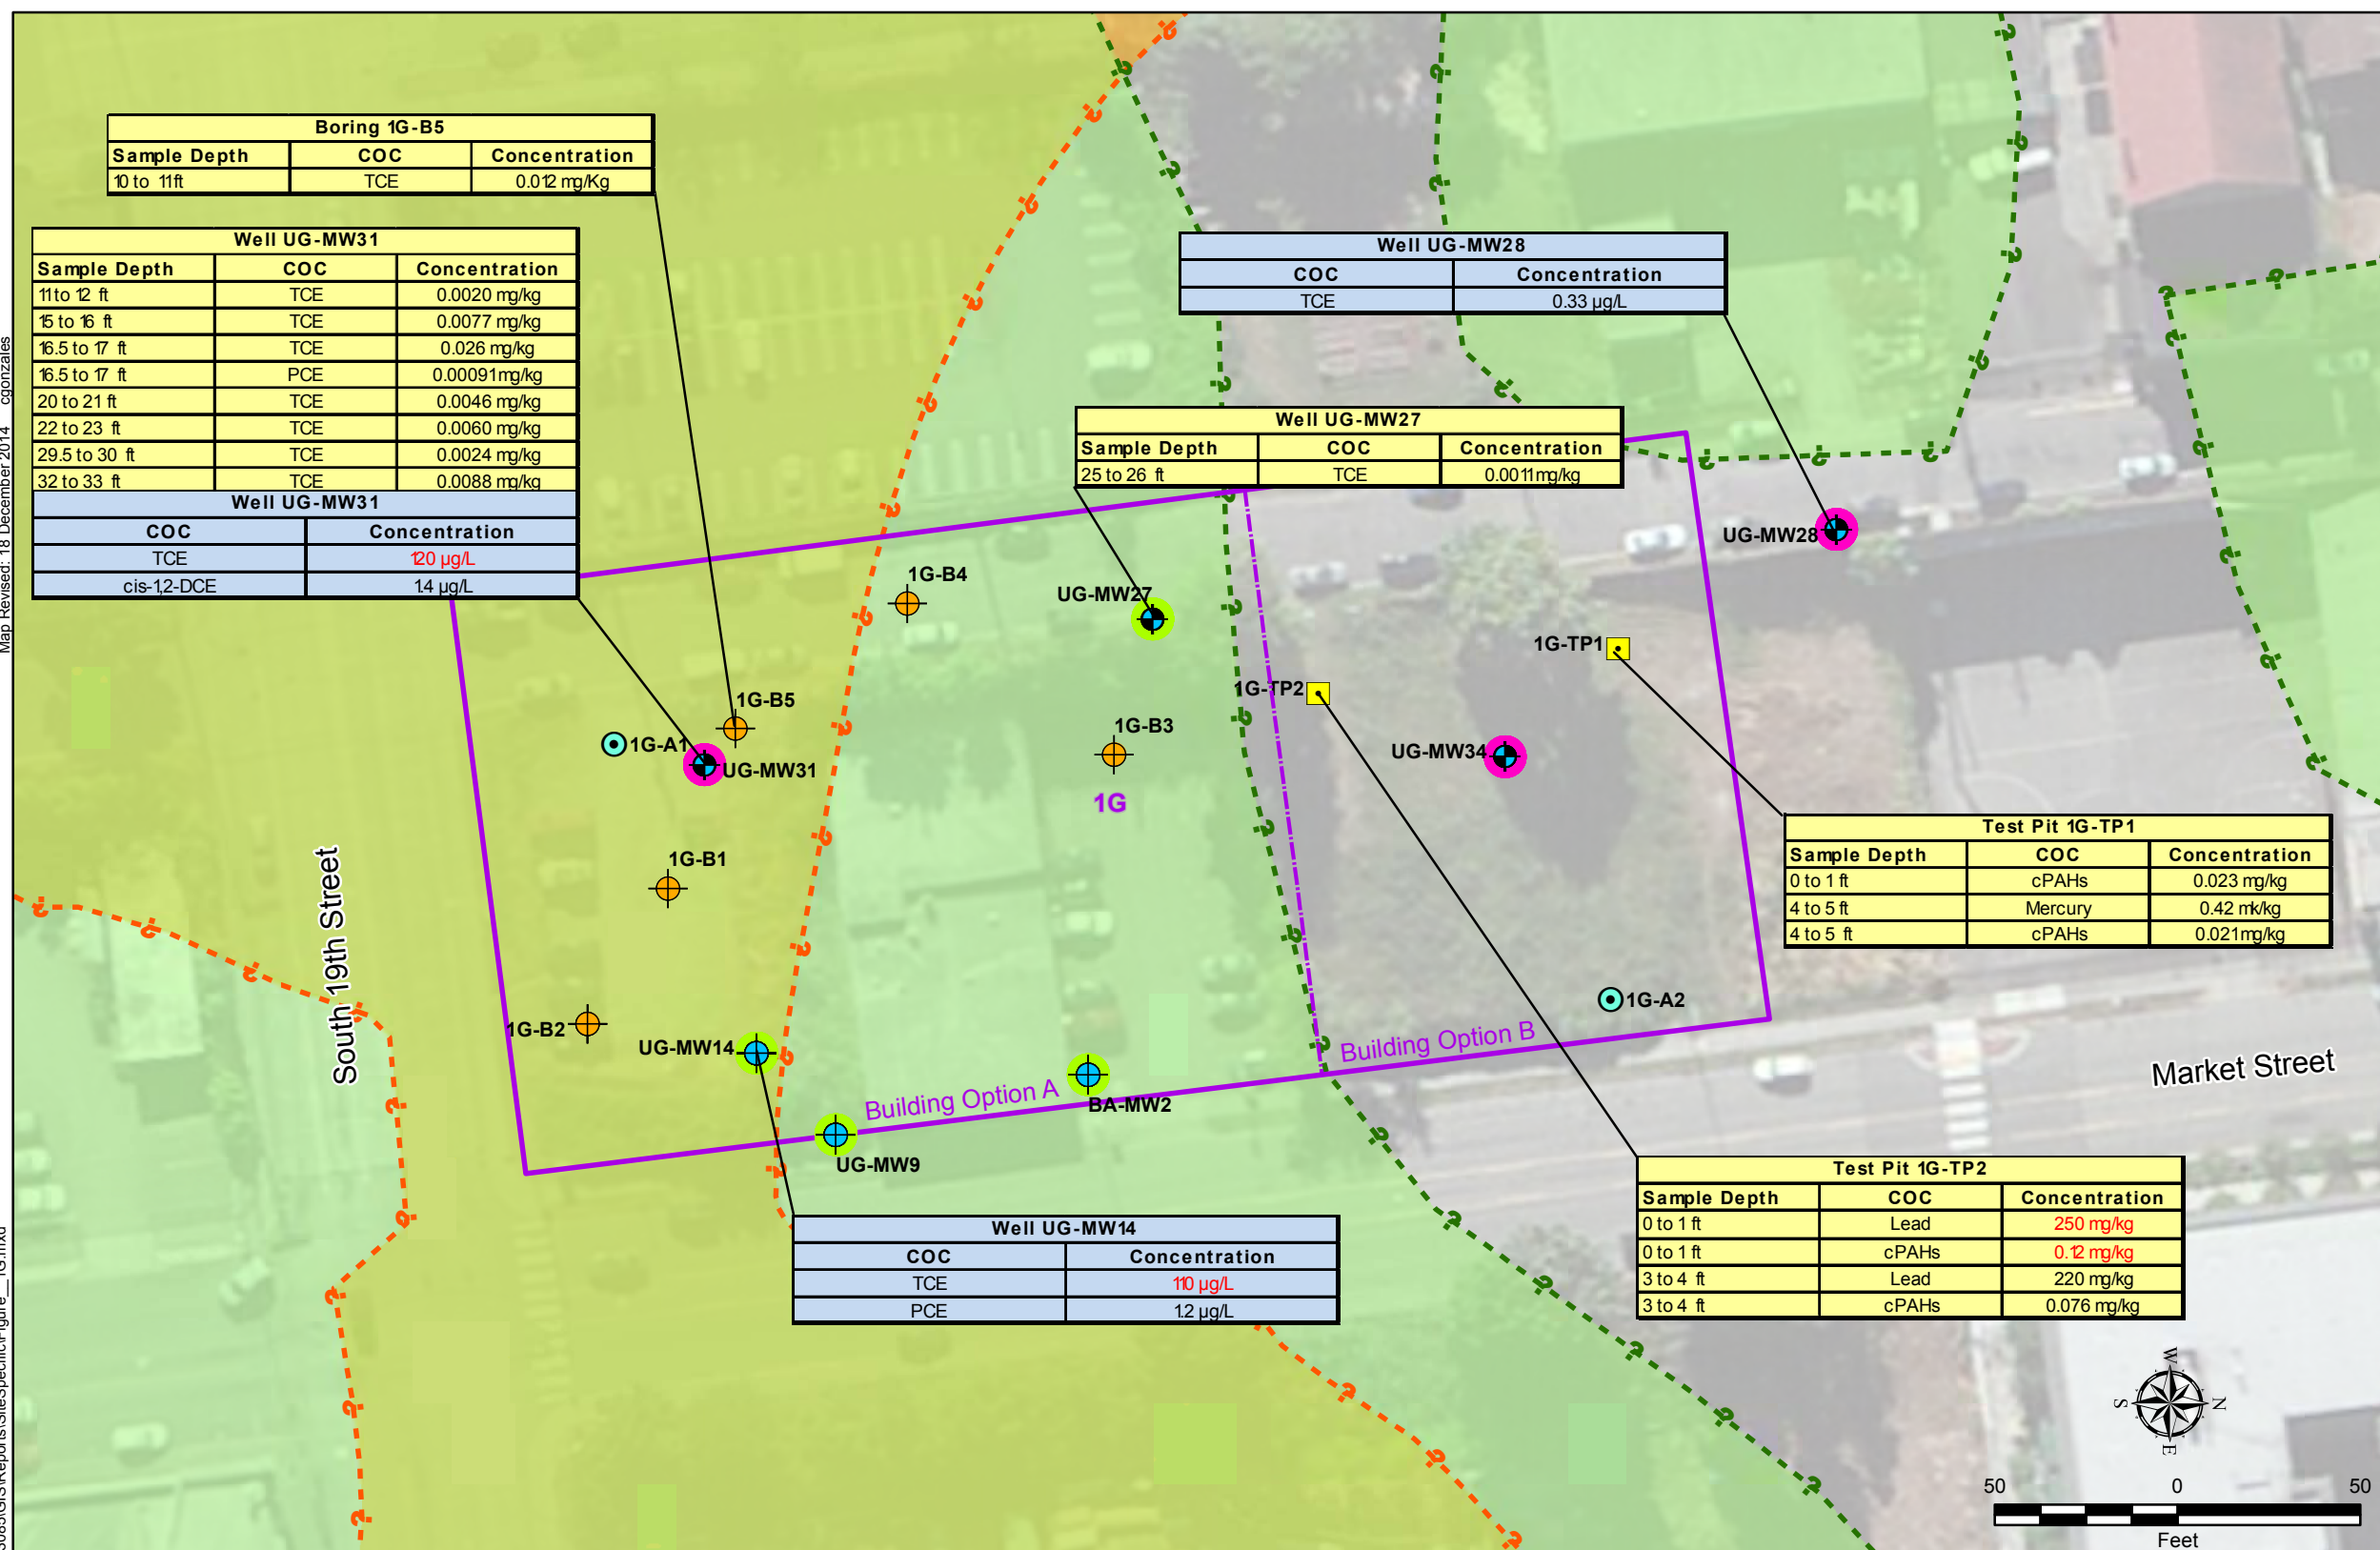 Boring 1G-B5
Sample Depth COC Concentration
10 to 11ft TCE 0.012 mg/Kg
Well UG-MW31
Sample Depth COC Concentration
11 to 12 ft TCE 0.0020 mg/kg
15 to 16 ft TCE 0.0077 mg/kg
16.5 to 17 ft TCE 0.026 mg/kg
16.5 to 17 ft PCE 0.00091 mg/kg
20 to 21 ft TCE 0.0046 mg/kg
22 to 23 ft TCE 0.0060 mg/kg
29.5 to 30 ft TCE 0.0024 mg/kg
32 to 33 ft TCE 0.0088 mg/kg
Well UG-MW31
COC Concentration
TCE 120 µg/L
cis-1,2-DCE 1.4 µg/L
Well UG-MW28
COC Concentration
TCE 0.33 µg/L
Well UG-MW27
Sample Depth COC Concentration
25 to 26 ft TCE 0.0011 mg/kg
UG-MW28
1G-B4
UG-MW27
1G-TP1
1G-TP2
1G-B5
1G-A1
UG-MW31
1G-B3
UG-MW34
1G
1G-B1
Test Pit 1G-TP1
Sample Depth COC Concentration
0 to 1 ft cPAHs 0.023 mg/kg
4 to 5 ft Mercury 0.42 mk/kg
4 to 5 ft cPAHs 0.021 mg/kg
South 19th Street
1G-B2
UG-MW14
1G-A2
Building Option B
Building Option A
BA-MW2
UG-MW9
Market Street
Test Pit 1G-TP2
Sample Depth COC Concentration
0 to 1 ft Lead 250 mg/kg
0 to 1 ft cPAHs 0.12 mg/kg
3 to 4 ft Lead 220 mg/kg
3 to 4 ft cPAHs 0.076 mg/kg
Well UG-MW14
COC Concentration
TCE 110 µg/L
PCE 1.2 µg/L
W
N
S
E
50 0 50
Feet
Map Revised: 18 December 2014 cgonzales